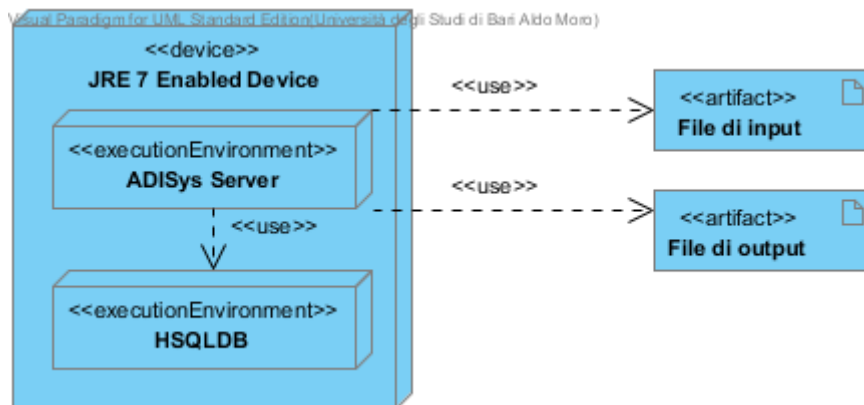 Visual Paradigm for UML Standard Edition(Università degli Studi di Bari Aldo Moro)
<<device>>
JRE 7 Enabled Device
<<executionEnvironment>>
ADISys Server
<<use>>
<<executionEnvironment>>
HSQLDB
<<use>>
<<artifact>>
File di input
<<use>>
<<artifact>>
File di output